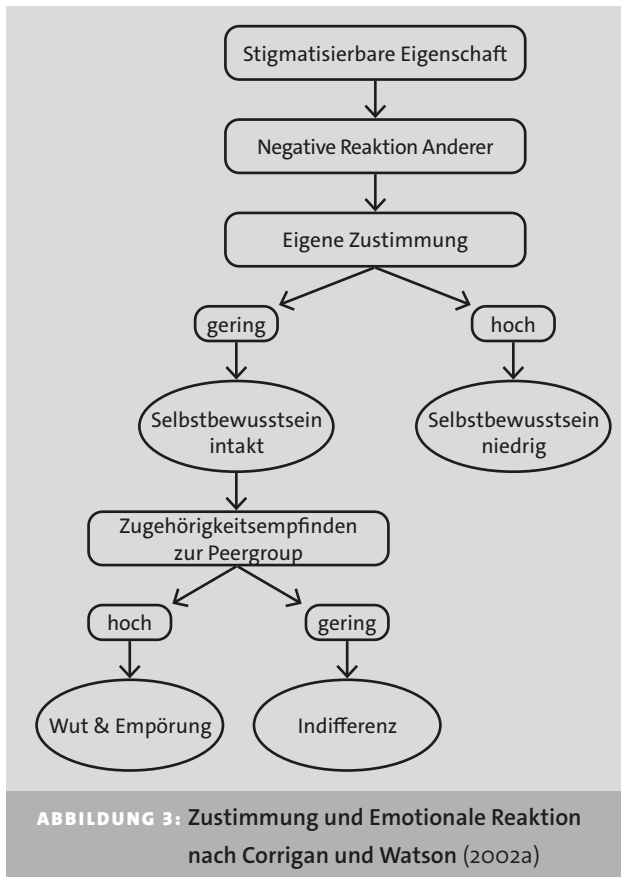 Stigmatisierbare Eigenschaft
Negative Reaktion Anderer
Eigene Zustimmung
gering
hoch
Selbstbewusstsein
intakt
Selbstbewusstsein
niedrig
Zugehörigkeitsempfinden
zur Peergroup
hoch
gering
Wut & Empörung
Indifferenz
ABBILDUNG 3: Zustimmung und Emotionale Reaktion
nach Corrigan und Watson (2002a)